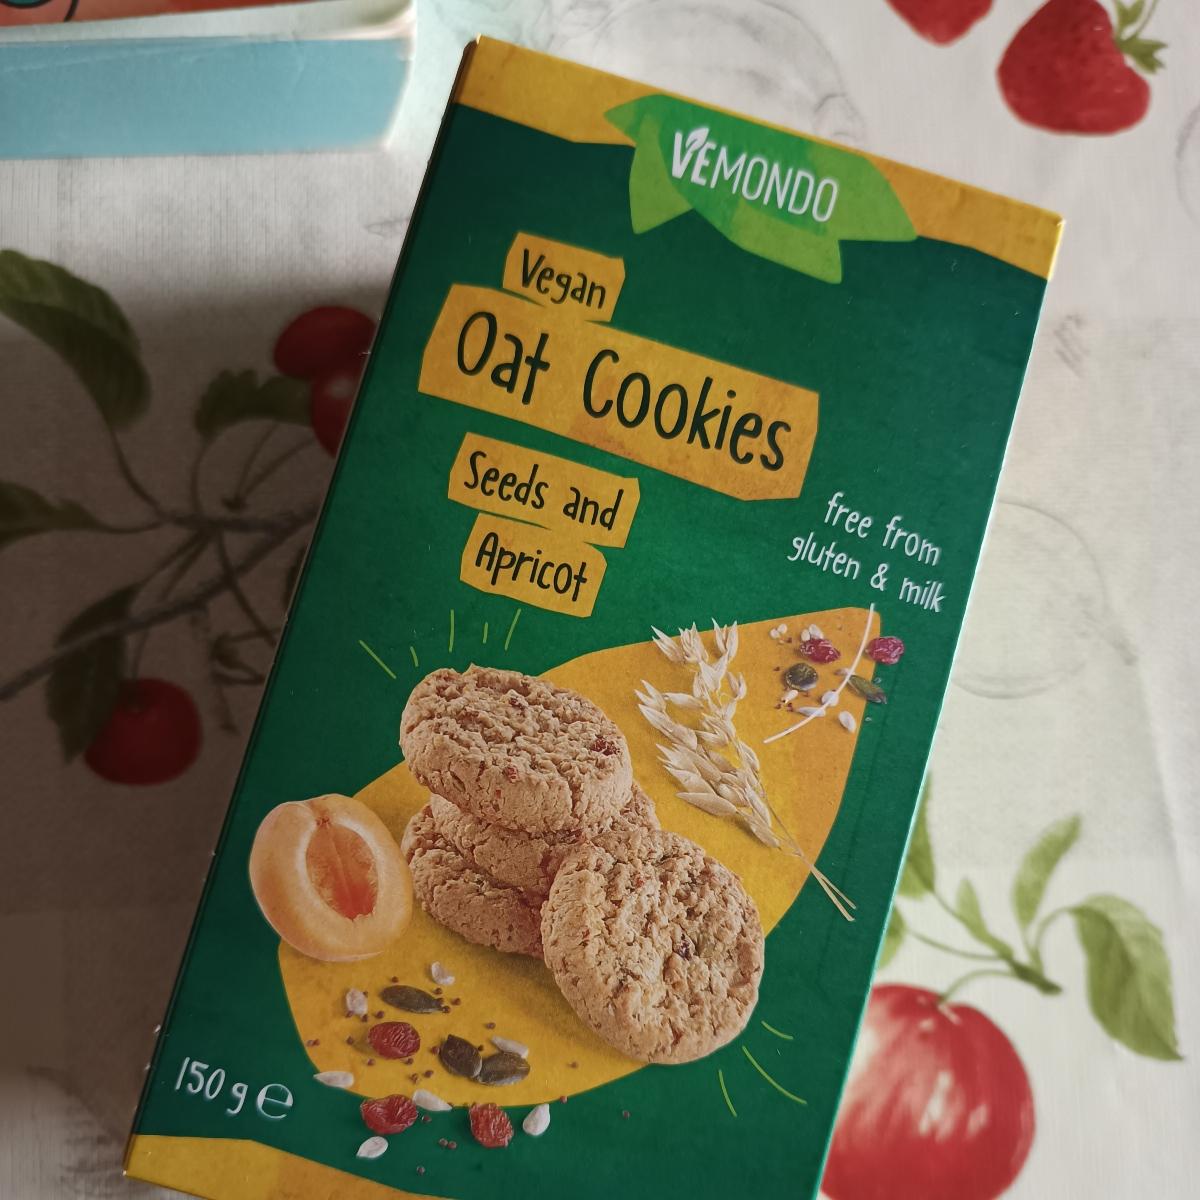 VEMONDO
Vegan
Oat Cookies
Seeds and
Apricot
free from
gluten & milk
150 g ℮